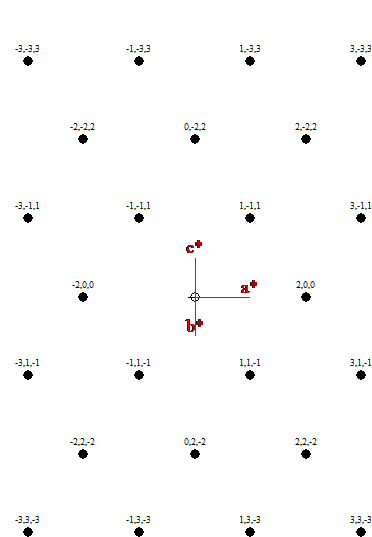 -3,-3,3 -1,-3,3 1,-3,3 3,-3,3
-2,-2,2 0,-2,2 2,-2,2
-3,-1,1 -1,-1,1 1,-1,1 3,-1,1
c*
-2,0,0 a* 2,0,0
b*
-3,1,-1 -1,1,-1 1,1,-1 3,1,-1
-2,2,-2 0,2,-2 2,2,-2
-3,3,-3 -1,3,-3 1,3,-3 3,3,-3